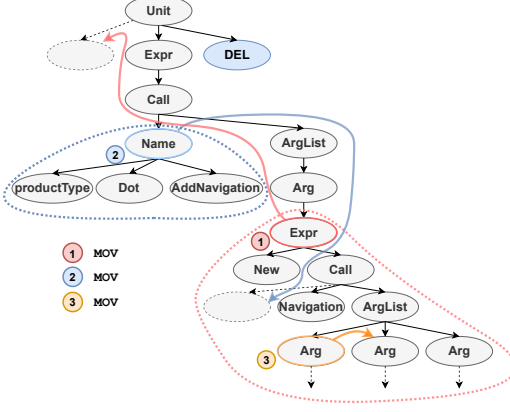 Unit
Expr
DEL
Call
Name
ArgList
2
productType
Dot
AddNavigation
Arg
Expr
1
1 MOV
New
Call
2 MOV
Navigation
ArgList
3 MOV
Arg
Arg
Arg
3